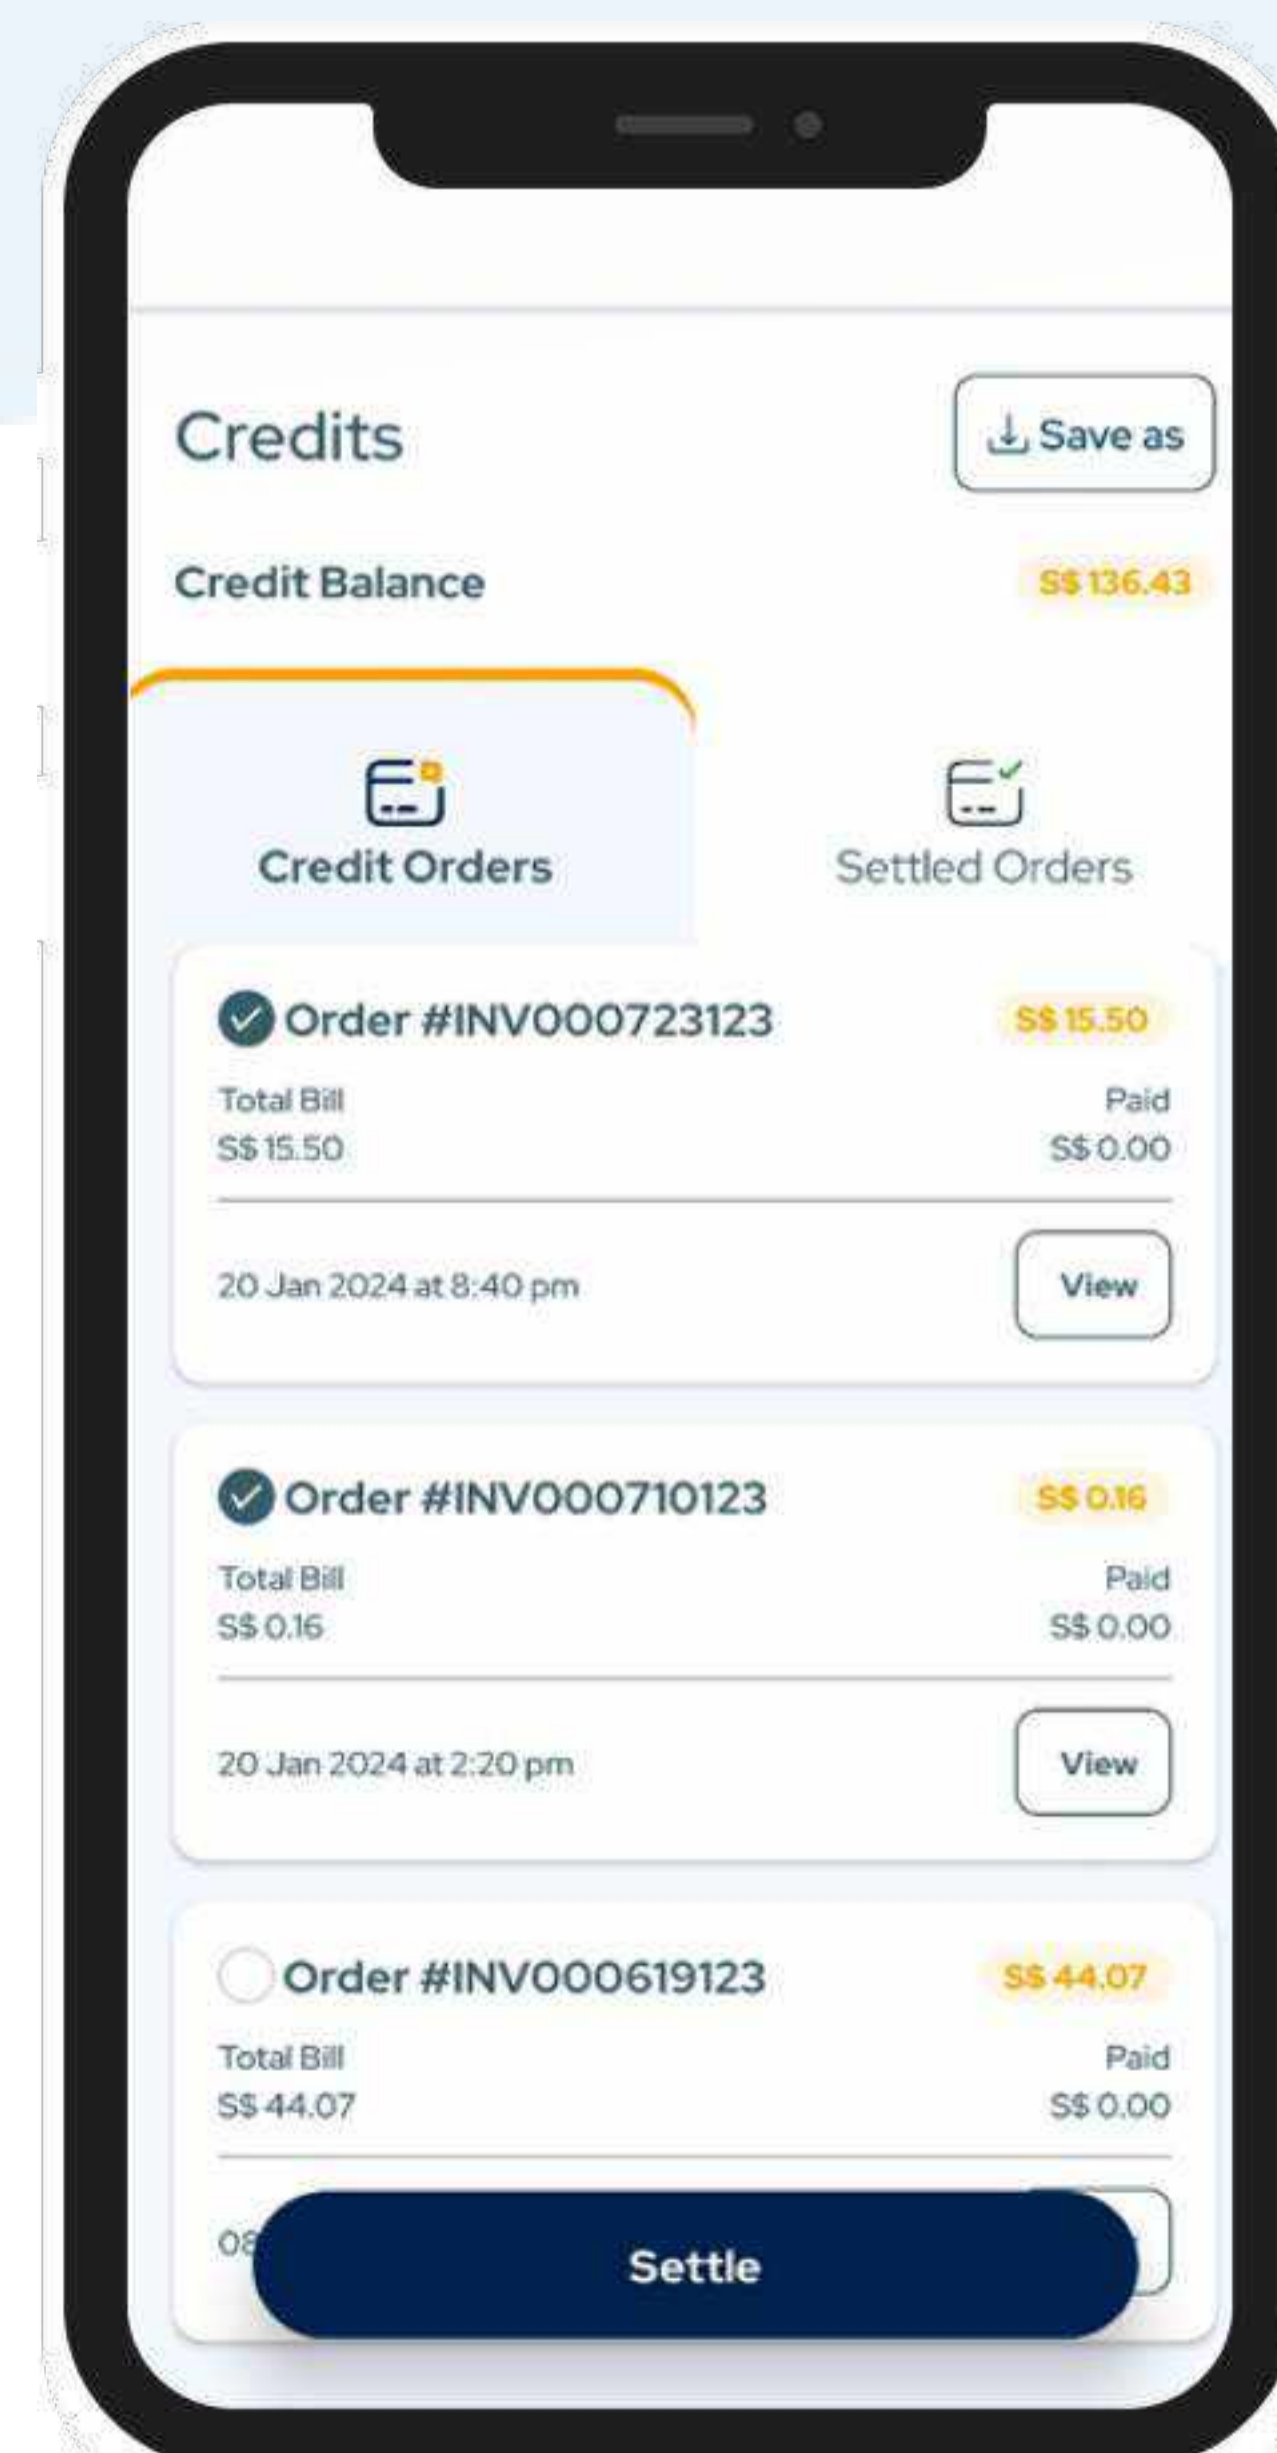 Credits
Save as
Credit Balance
S$ 136.43
Credit Orders
Settled Orders
Order #INV000723123
S$ 15.50
Total Bill
Paid
S$ 15.50
S$ 0.00
20 Jan 2024 at 8:40 pm
View
Order #INV000710123
S$ 0.16
Total Bill
Paid
S$ 0.16
S$ 0.00
20 Jan 2024 at 2:20 pm
View
Order #INV000619123
S$ 44.07
Total Bill
Paid
S$ 44.07
S$ 0.00
08
Settle